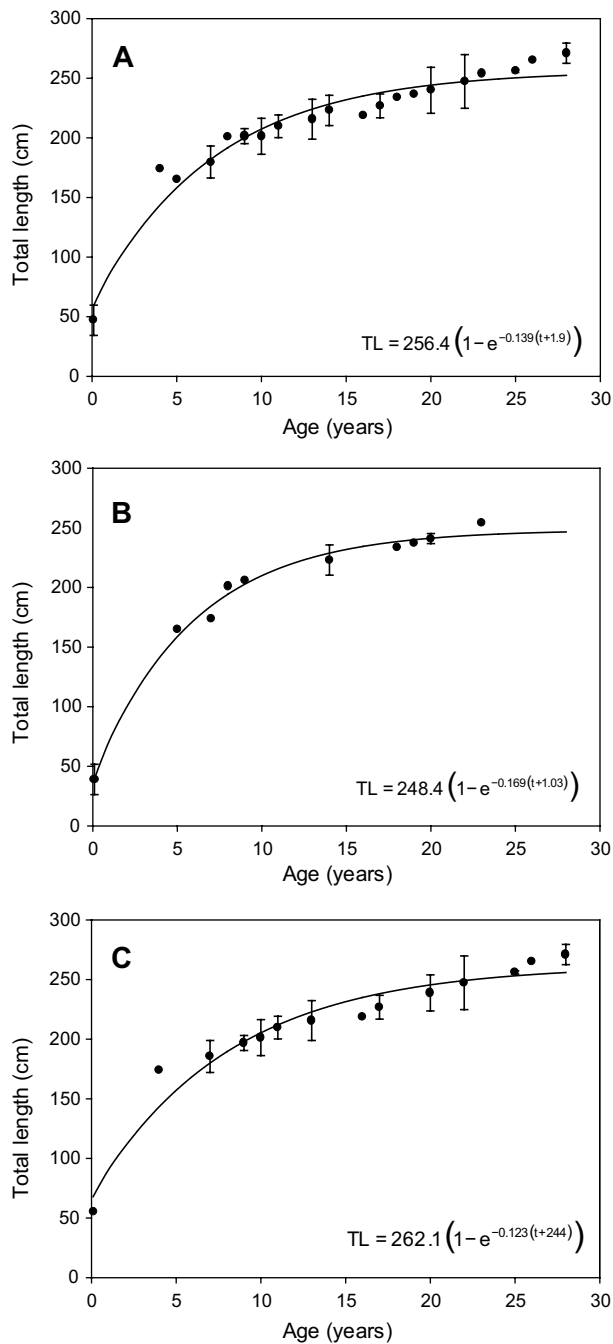 A
300
250
200
150
100
50
0
Total length (cm)
TL = 256.4 (1− e^−0.139(t+1.9))
0 5 10 15 20 25 30
Age (years)
B
300
250
200
150
100
50
0
Total length (cm)
TL = 248.4 (1− e^−0.169(t+1.03))
0 5 10 15 20 25 30
Age (years)
C
300
250
200
150
100
50
0
Total length (cm)
TL = 262.1 (1− e^−0.123(t+244))
0 5 10 15 20 25 30
Age (years)